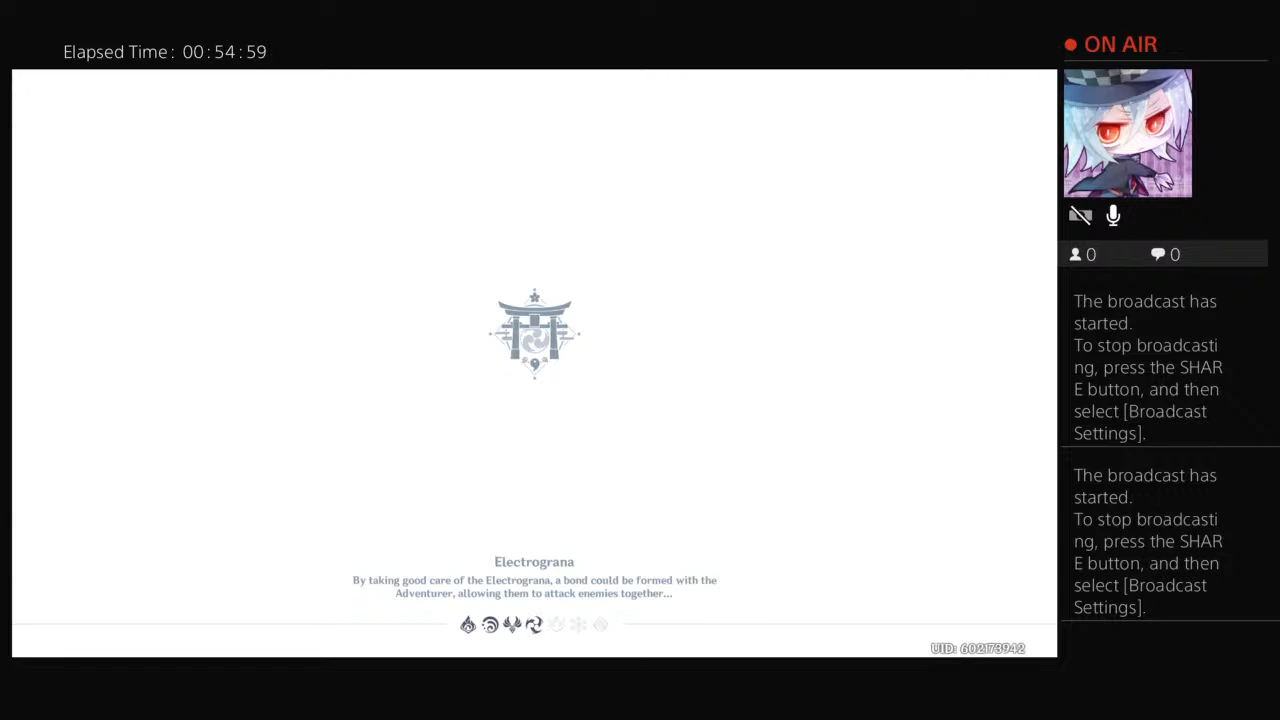 Elapsed Time: 00:54:59
ON AIR
0
0
The broadcast has
started.
To stop broadcasti
ng, press the SHAR
E button, and then
select [Broadcast
Settings].
The broadcast has
started.
To stop broadcasti
ng, press the SHAR
E button, and then
select [Broadcast
Settings].
Electrograna
By taking good care of the Electrograna, a bond could be formed with the
Adventurer, allowing them to attack enemies together...
UID: 602173942